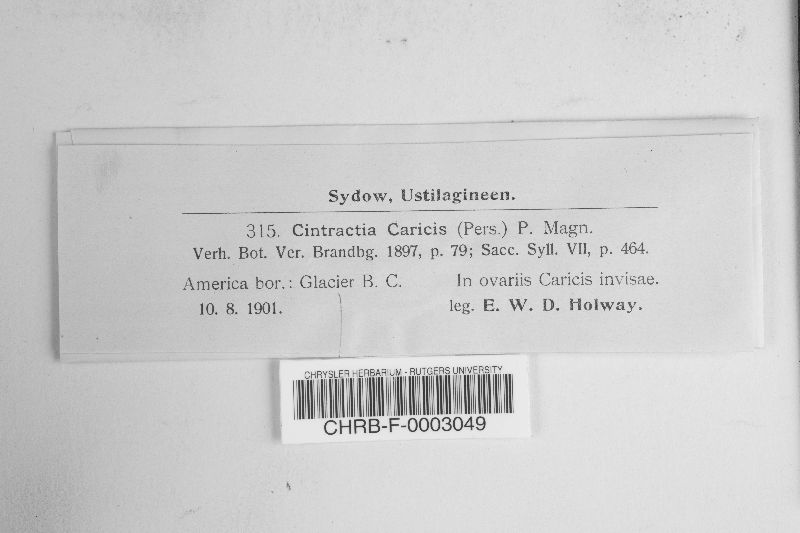 Sydow, Ustilagineen.
315. Cintractia Caricis (Pers.) P. Magn.
Verh. Bot. Ver. Brandbg. 1897, p. 79; Sacc. Syll. VII, p. 464.
America bor.: Glacier B. C. In ovariis Caricis invisae.
10. 8. 1901. leg. E. W. D. Holway.
CHRYSLER HERBARIUM - RUTGERS UNIVERSITY
CHRB-F-0003049